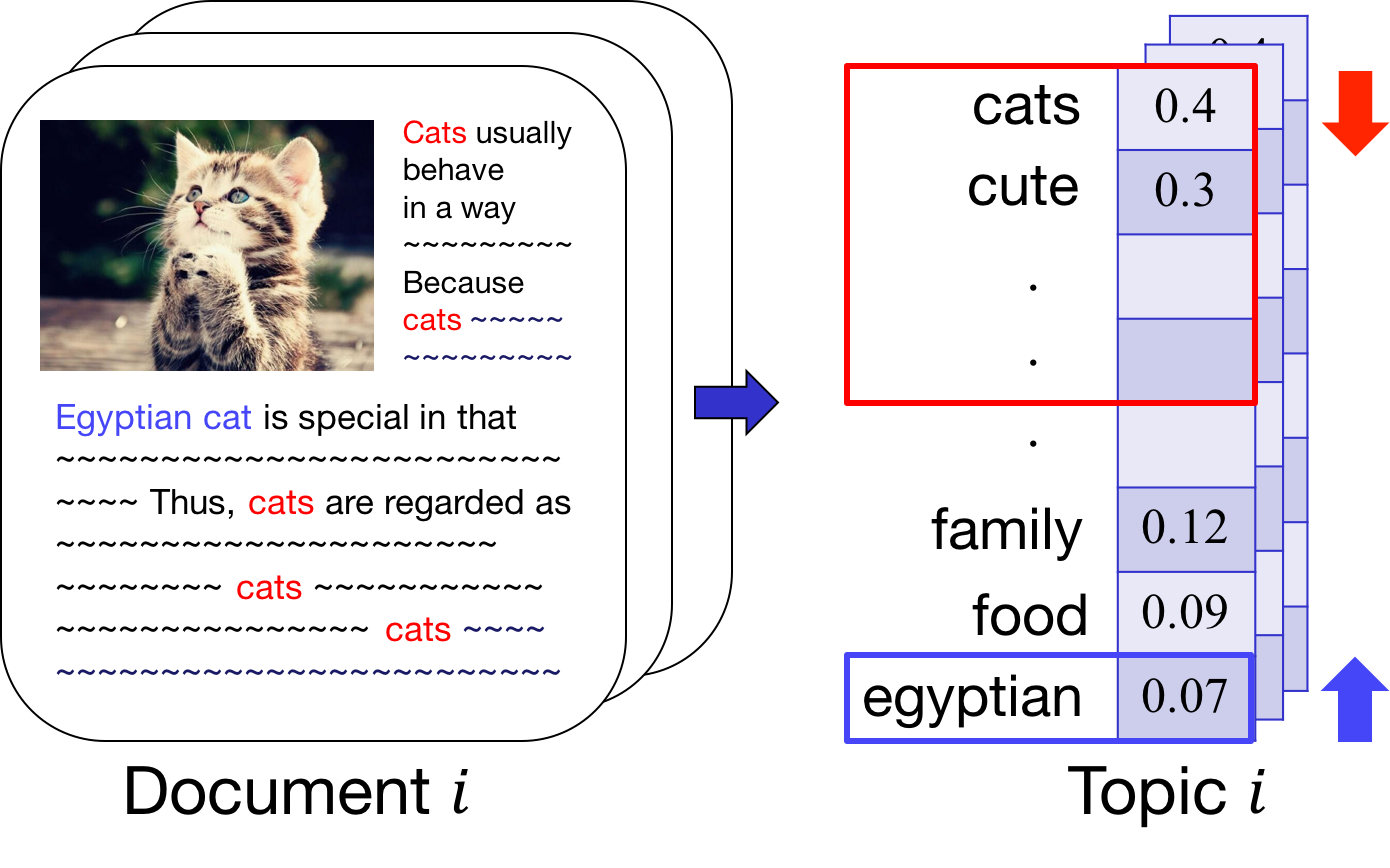 Cats usually
behave
in a way
~~~~~~~~~
Because
cats ~~~~~
~~~~~~~~~
Egyptian cat is special in that
~~~~~~~~~~~~~~~~~~~~~~~~
~~~~ Thus, cats are regarded as
~~~~~~~~~~~~~~~~~~~~~
~~~~~~~~ cats ~~~~~~~~~~~
~~~~~~~~~~~~~~~ cats ~~~~
~~~~~~~~~~~~~~~~~~~~~~~~
Document i
cats 0.4
cute 0.3
.
.
.
family 0.12
food 0.09
egyptian 0.07
Topic i